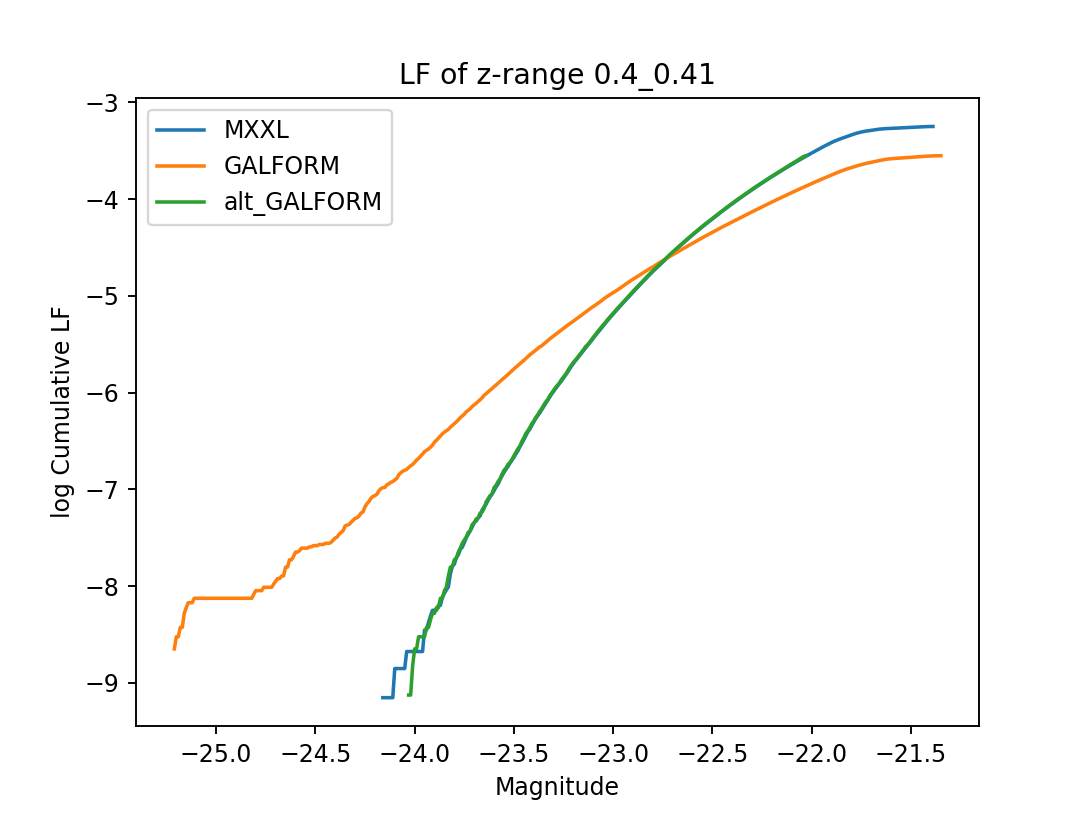 LF of z-range 0.4_0.41
−3
−4
−5
−6
−7
−8
−9
log Cumulative LF
MXXL
GALFORM
alt_GALFORM
−25.0 −24.5 −24.0 −23.5 −23.0 −22.5 −22.0 −21.5
Magnitude